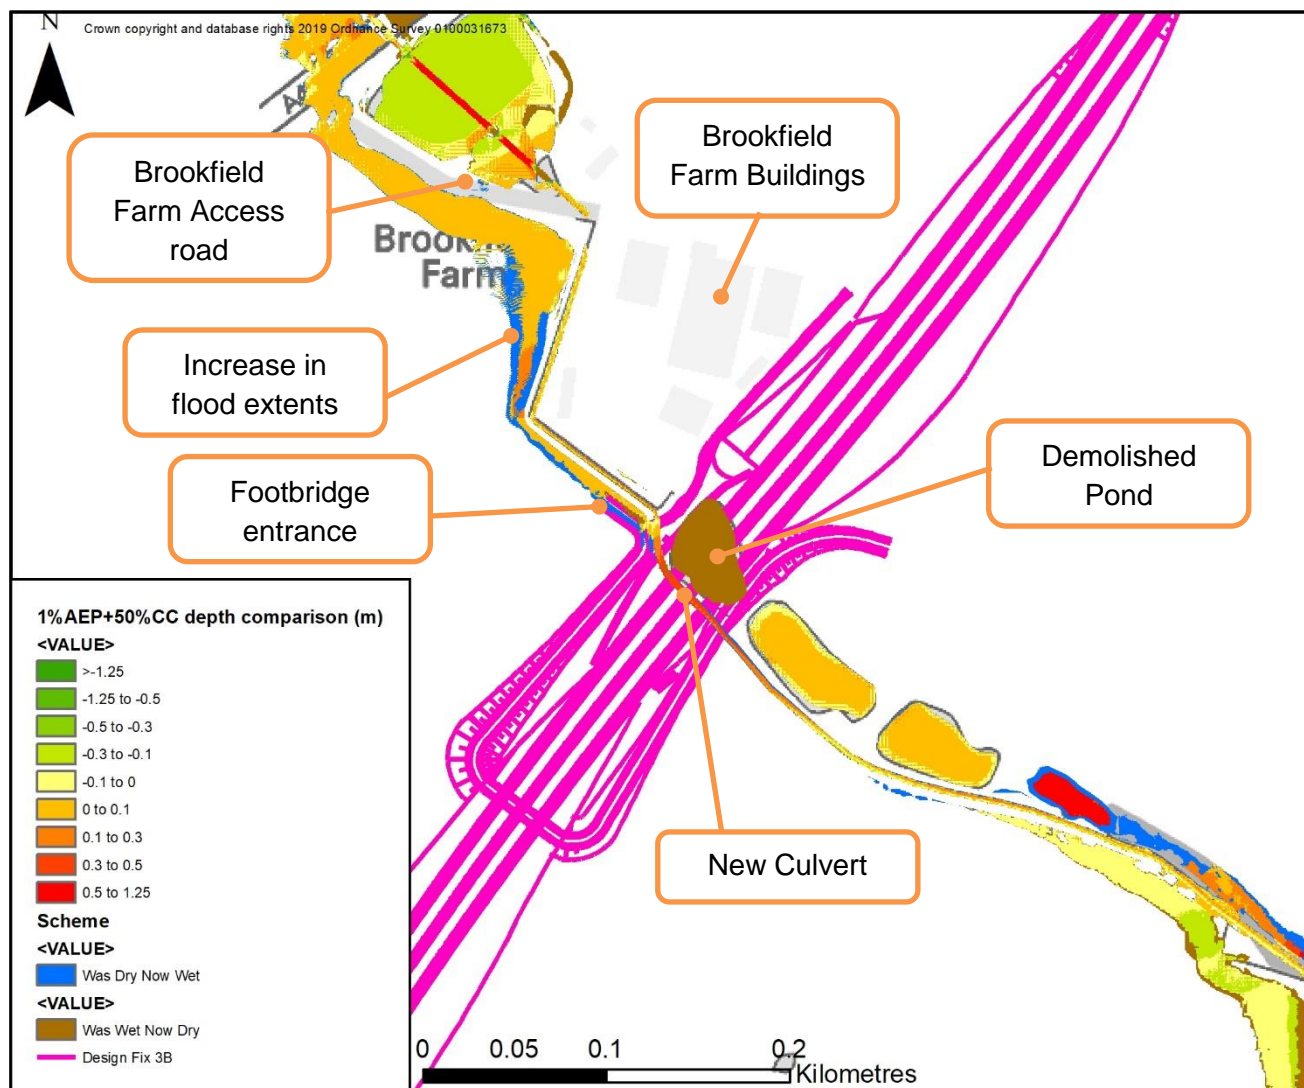 N
Crown copyright and database rights 2019 Ordnance Survey 0100031673
Brookfield
Farm Access
road
Brookfield
Farm Buildings
Farm
Increase in
flood extents
Footbridge
entrance
Demolished
Pond
New Culvert
1%AEP+50%CC depth comparison (m)
<VALUE>
>-1.25
-1.25 to -0.5
-0.5 to -0.3
-0.3 to -0.1
-0.1 to 0
0 to 0.1
0.1 to 0.3
0.3 to 0.5
0.5 to 1.25
Scheme
<VALUE>
Was Dry Now Wet
<VALUE>
Was Wet Now Dry
Design Fix 3B
0 0.05 0.1 0.2
Kilometres